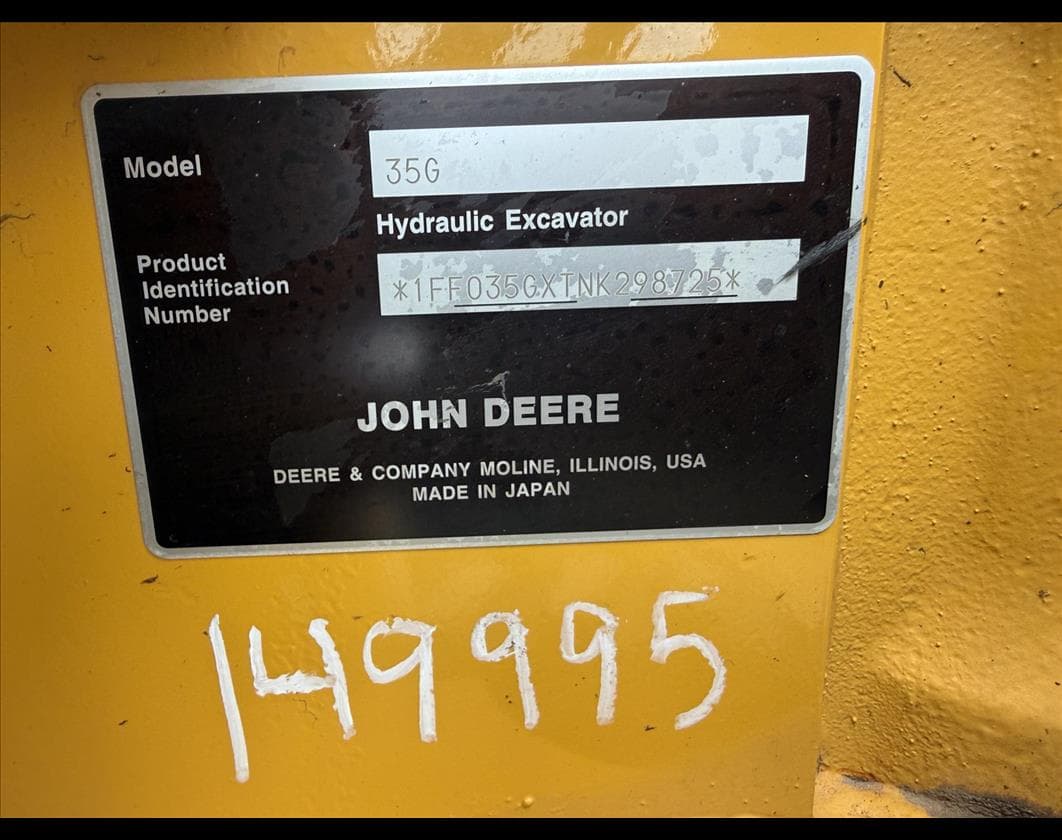 Model
35G
Hydraulic Excavator
Product
Identification
Number
*1FF035GXTNK298725*
JOHN DEERE
DEERE & COMPANY MOLINE, ILLINOIS, USA
MADE IN JAPAN
149995